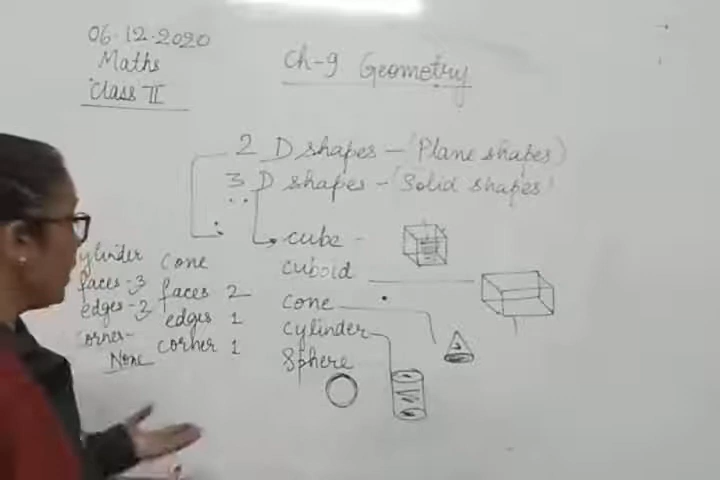 06.12.2020
Maths
Class II
Ch-9 Geometry
2 D shapes - (Plane shapes)
3 D shapes - (Solid shapes)
cube -
cuboid
cone
cylinder
Sphere
ylinder
faces - 3
edges - 2
corner -
None
cone
faces 2
edges 1
corner 1